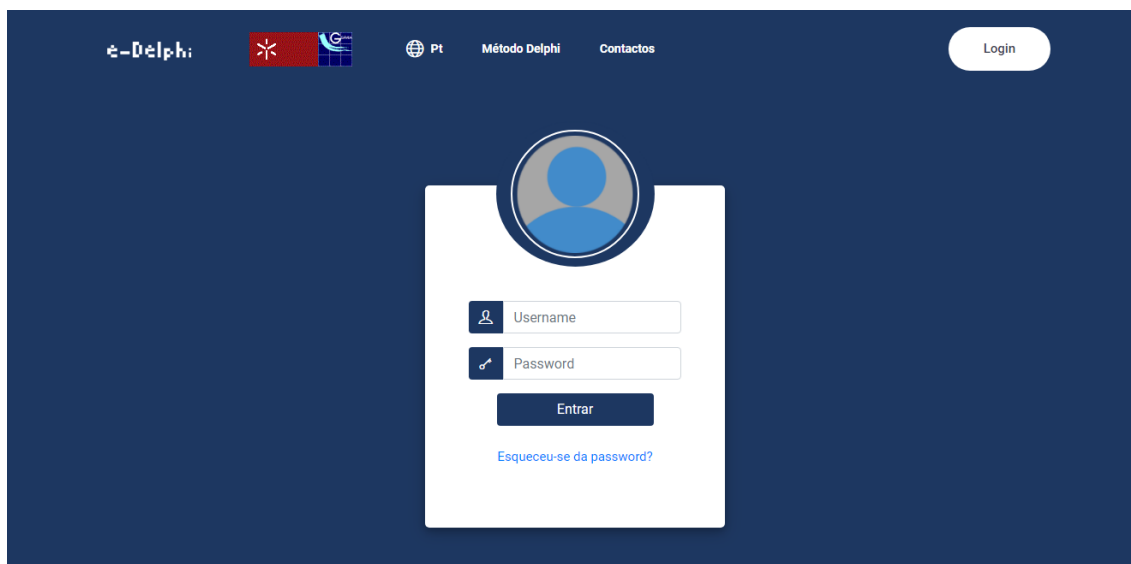 e-Delphi
G
Pt
Método Delphi
Contactos
Login
Username
Password
Entrar
Esqueceu-se da password?